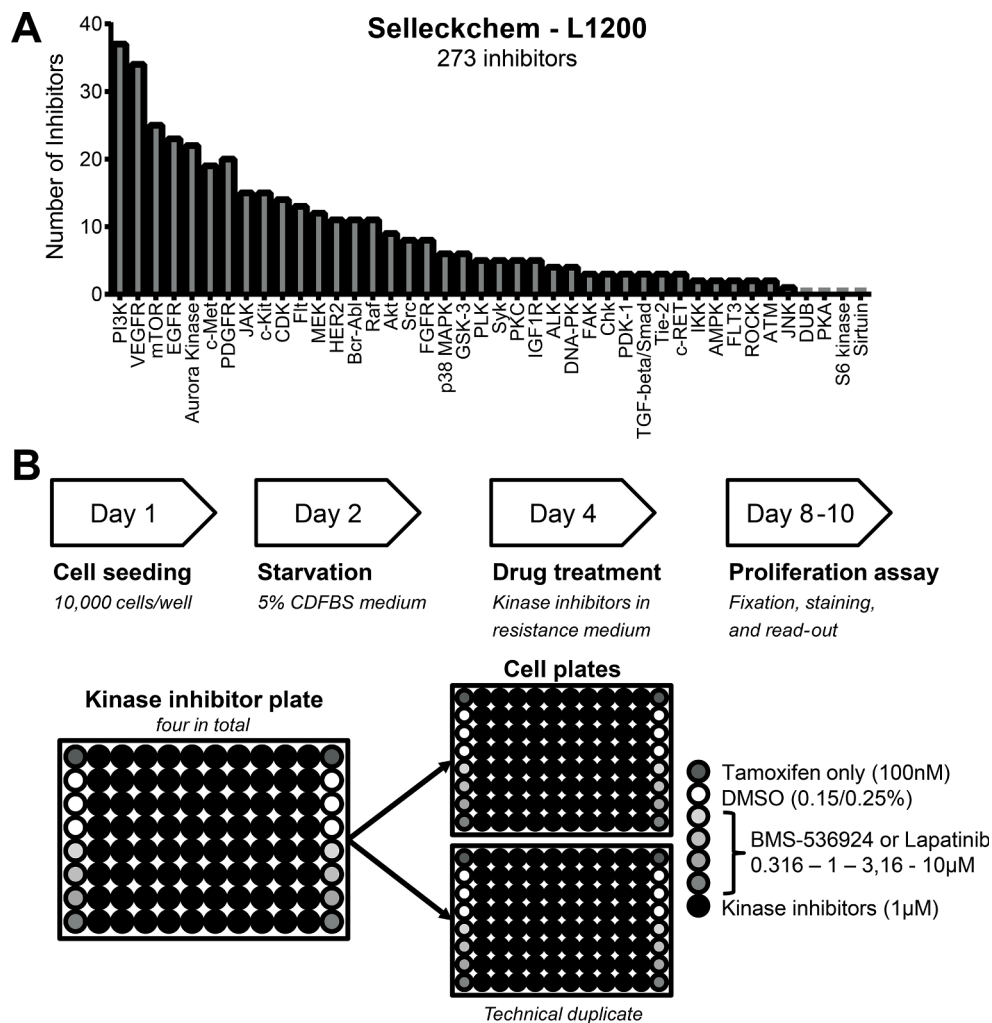 A
Selleckchem - L1200
273 inhibitors
Number of Inhibitors
40
30
20
10
0
PI3K
VEGFR
mTOR
EGFR
Aurora Kinase
c-Met
PDGFR
JAK
c-Kit
CDK
Flt
MEK
HER2
Bcr-Abl
Raf
Akt
Src
FGFR
p38 MAPK
GSK-3
PLK
Syk
PKC
IGF1R
ALK
DNA-PK
FAK
Chk
PDK-1
TGF-beta/Smad
Tie-2
c-RET
IKK
AMPK
FLT3
ROCK
ATM
JNK
DUB
PKA
S6 kinase
Sirtuin
B
Day 1
Day 2
Day 4
Day 8-10
Cell seeding
10,000 cells/well
Starvation
5% CDFBS medium
Drug treatment
Kinase inhibitors in
resistance medium
Proliferation assay
Fixation, staining,
and read-out
Kinase inhibitor plate
four in total
Cell plates
Technical duplicate
Tamoxifen only (100nM)
DMSO (0.15/0.25%)
BMS-536924 or Lapatinib
0.316 – 1 – 3,16 - 10µM
Kinase inhibitors (1µM)